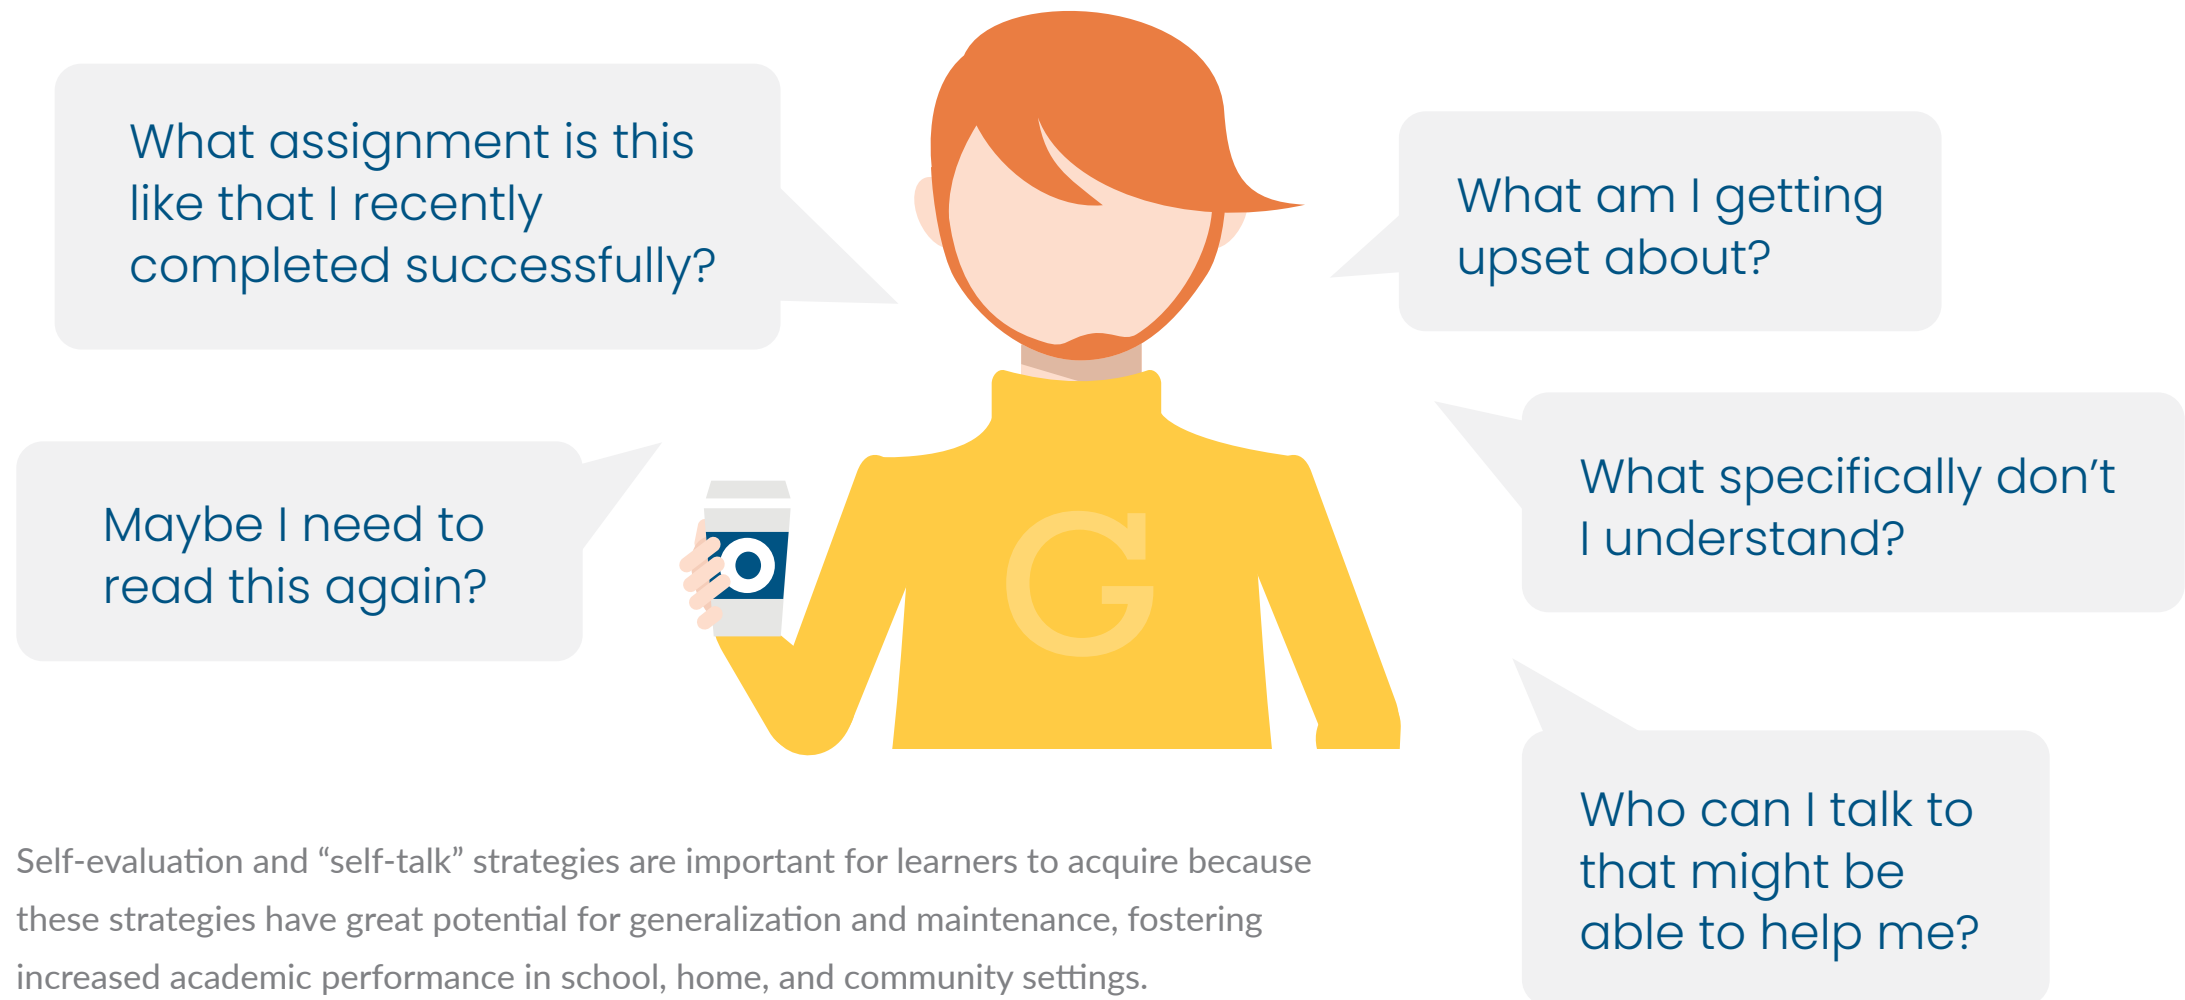 What assignment is this
like that I recently
completed successfully?
What am I getting
upset about?
Maybe I need to
read this again?
What specifically don’t
I understand?
G
Who can I talk to
that might be
able to help me?
Self-evaluation and “self-talk” strategies are important for learners to acquire because
these strategies have great potential for generalization and maintenance, fostering
increased academic performance in school, home, and community settings.